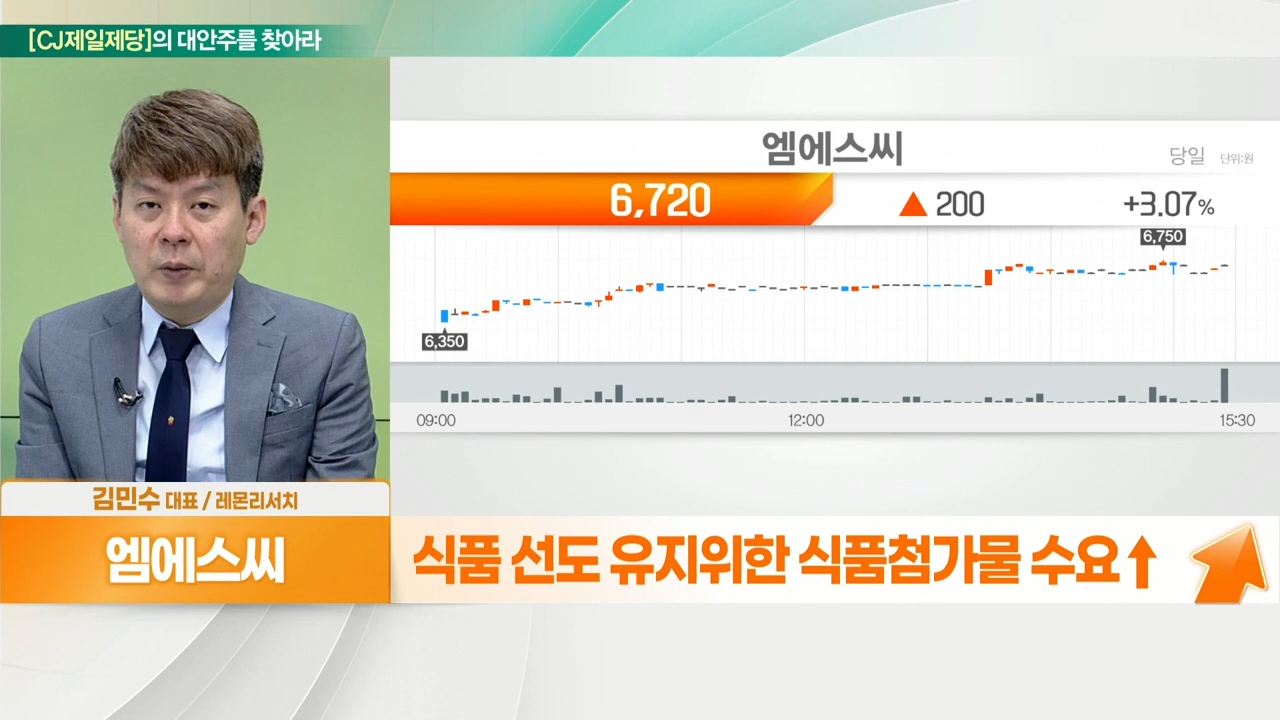 [CJ제일제당]의 대안주를 찾아라
엠에스씨
당일 단위:원
6,720 ▲ 200 +3.07%
6,750
6,350
09:00 12:00 15:30
김민수 대표 / 레몬리서치
엠에스씨
식품 선도 유지위한 식품첨가물 수요↑